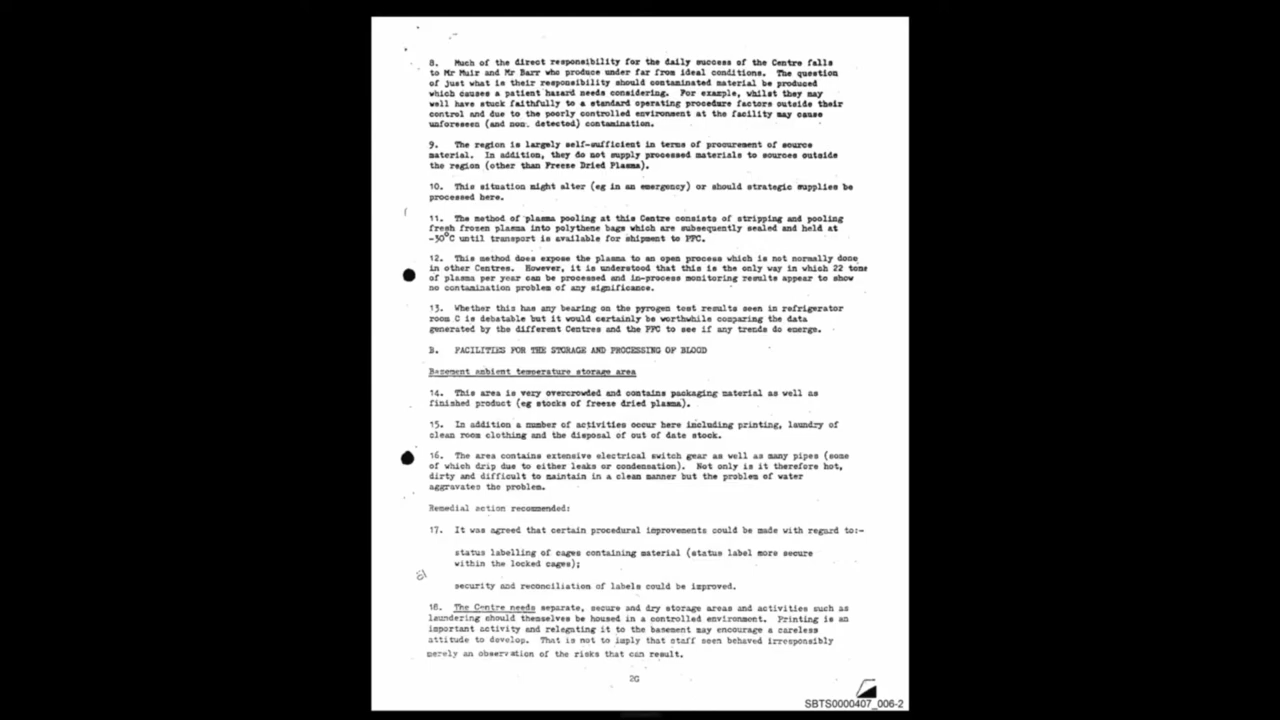 8. Much of the direct responsibility for the daily success of the Centre falls
to Mr Muir and Mr Barr who produce under far from ideal conditions. The question
of just what is their responsibility should contaminated material be produced
which causes a patient hazard needs considering. For example, whilst they may
well have stuck faithfully to a standard operating procedure factors outside their
control and due to the poorly controlled environment at the facility may cause
unforeseen (and non. detected) contamination.
9. The region is largely self-sufficient in terms of procurement of source
material. In addition, they do not supply processed materials to sources outside
the region (other than Freeze Dried Plasma).
10. This situation might alter (eg in an emergency) or should strategic supplies be
processed here.
11. The method of plasma pooling at this Centre consists of stripping and pooling
fresh frozen plasma into polythene bags which are subsequently sealed and held at
-30°C until transport is available for shipment to PFC.
12. This method does expose the plasma to an open process which is not normally done
in other Centres. However, it is understood that this is the only way in which 22 tons
of plasma per year can be processed and in-process monitoring results appear to show
no contamination problem of any significance.
13. Whether this has any bearing on the pyrogen test results seen in refrigerator
room C is debatable but it would certainly be worthwhile comparing the data
generated by the different Centres and the PFC to see if any trends do emerge.
B. FACILITIES FOR THE STORAGE AND PROCESSING OF BLOOD
Basement ambient temperature storage area
14. This area is very overcrowded and contains packaging material as well as
finished product (eg stocks of freeze dried plasma).
15. In addition a number of activities occur here including printing, laundry of
clean room clothing and the disposal of out of date stock.
16. The area contains extensive electrical switch gear as well as many pipes (some
of which drip due to either leaks or condensation). Not only is it therefore hot,
dirty and difficult to maintain in a clean manner but the problem of water
aggravates the problem.
Remedial action recommended:
17. It was agreed that certain procedural improvements could be made with regard to:-
status labelling of cages containing material (status label more secure
within the locked cages);
security and reconciliation of labels could be improved.
18. The Centre needs separate, secure and dry storage areas and activities such as
laundering should themselves be housed in a controlled environment. Printing is an
important activity and relegating it to the basement may encourage a careless
attitude to develop. That is not to imply that staff seen behaved irresponsibly
merely an observation of the risks that can result.
2G
SBTS0000407_006-2